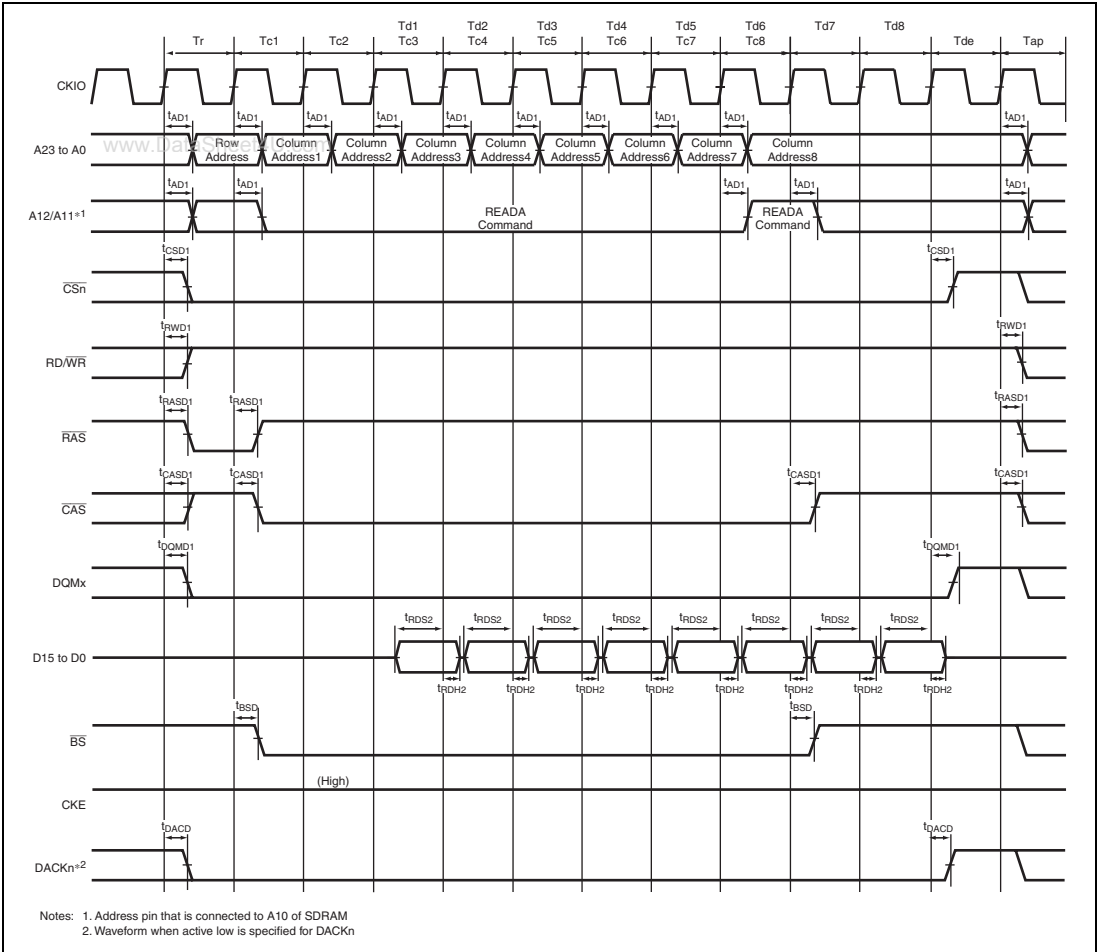 Td1 Td2 Td3 Td4 Td5 Td6 Td7 Td8
Tr Tc1 Tc2 Tc3 Tc4 Tc5 Tc6 Tc7 Tc8 Tde Tap
CKIO
tAD1 tAD1 tAD1 tAD1 tAD1 tAD1 tAD1 tAD1 tAD1 tAD1
A23 to A0
www.DataSheet4U.com
Row Address
Column Address1
Column Address2
Column Address3
Column Address4
Column Address5
Column Address6
Column Address7
Column Address8
tAD1 tAD1 tAD1 tAD1 tAD1
A12/A11*1
READA Command
READA Command
tCSD1 tCSD1
CSn
tRWD1 tRWD1
RD/WR
tRASD1 tRASD1 tRASD1
RAS
tCASD1 tCASD1 tCASD1 tCASD1
CAS
tDQMD1 tDQMD1
DQMx
tRDS2 tRDS2 tRDS2 tRDS2 tRDS2 tRDS2 tRDS2 tRDS2
D15 to D0
tRDH2 tRDH2 tRDH2 tRDH2 tRDH2 tRDH2 tRDH2 tRDH2
tBSD tBSD
BS
(High)
CKE
tDACD tDACD
DACKn*2
Notes: 1. Address pin that is connected to A10 of SDRAM
2. Waveform when active low is specified for DACKn